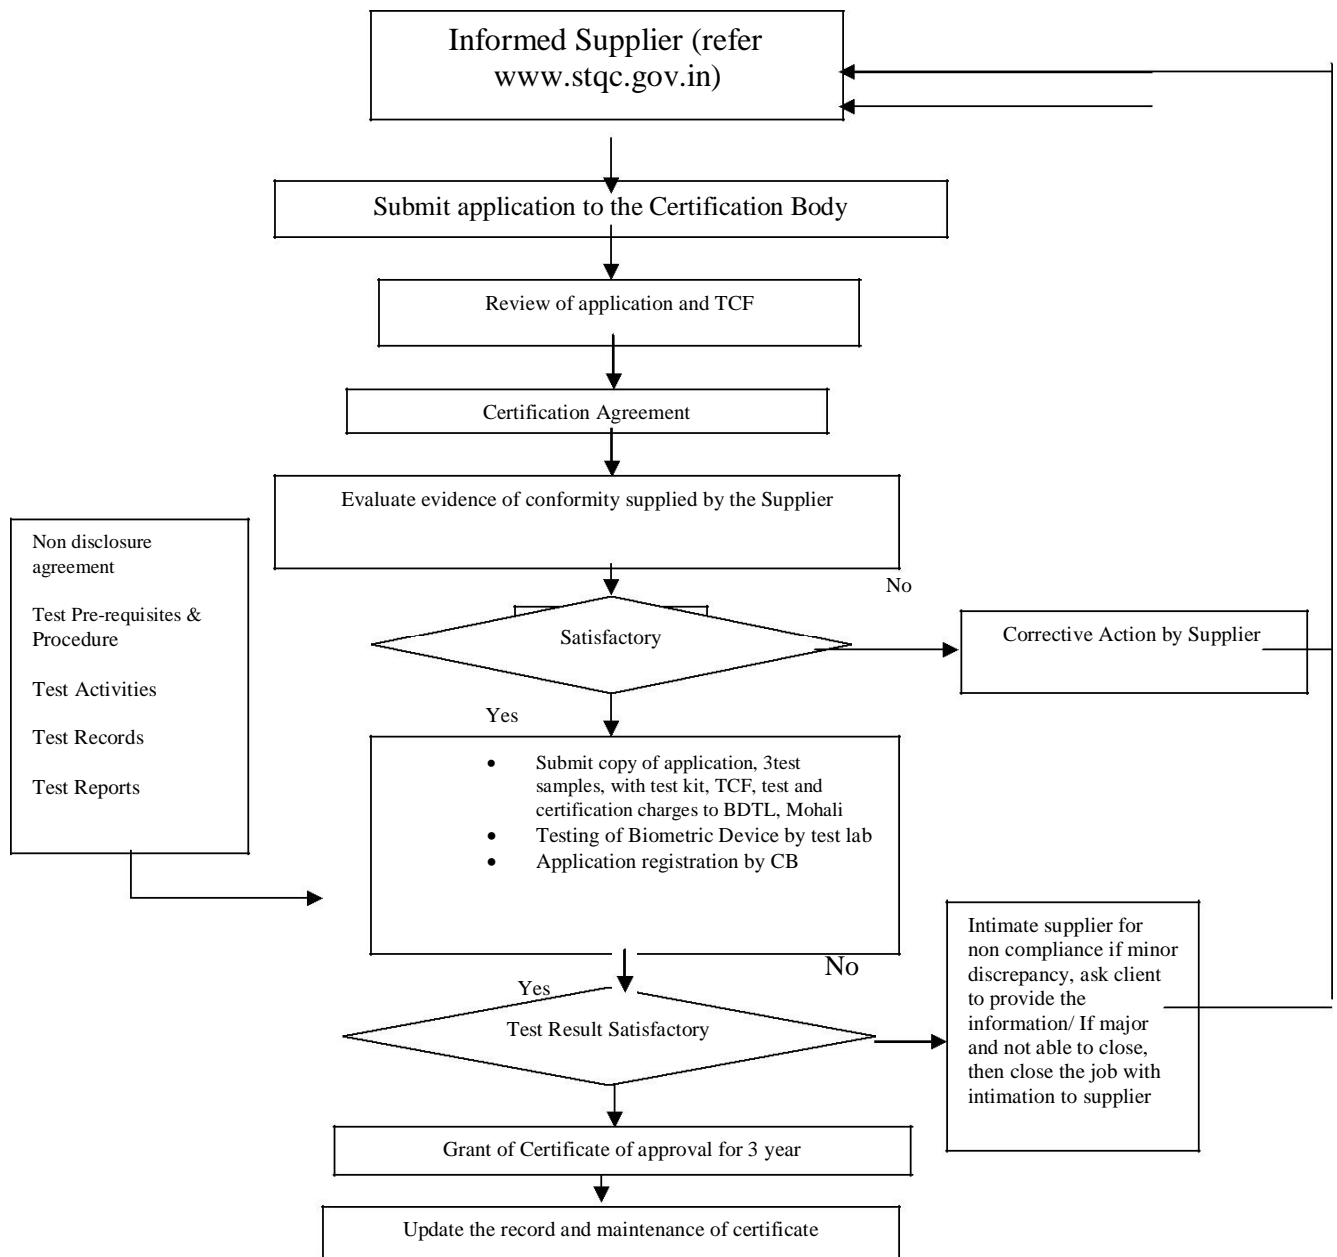 Informed Supplier (refer
www.stqc.gov.in)
Submit application to the Certification Body
Review of application and TCF
Certification Agreement
Evaluate evidence of conformity supplied by the Supplier
Non disclosure
agreement
Test Pre-requisites &
Procedure
Test Activities
Test Records
Test Reports
No
Satisfactory
Corrective Action by Supplier
Yes
• Submit copy of application, 3test
samples, with test kit, TCF, test and
certification charges to BDTL, Mohali
• Testing of Biometric Device by test lab
• Application registration by CB
No
Intimate supplier for
non compliance if minor
discrepancy, ask client
to provide the
information/ If major
and not able to close,
then close the job with
intimation to supplier
Yes
Test Result Satisfactory
Grant of Certificate of approval for 3 year
Update the record and maintenance of certificate